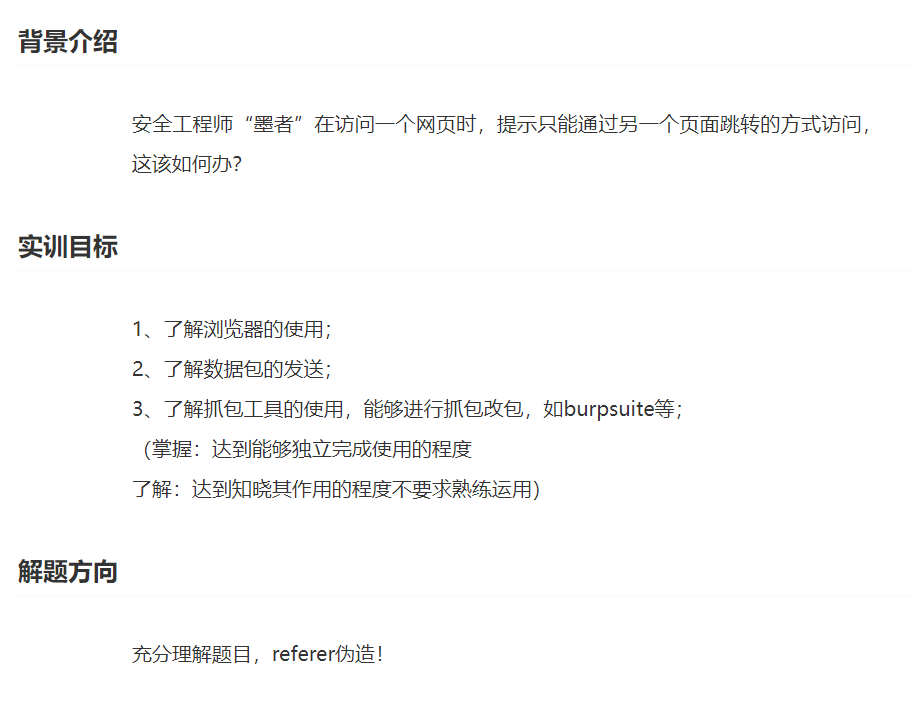 背景介绍
安全工程师“墨者”在访问一个网页时，提示只能通过另一个页面跳转的方式访问，
这该如何办？
实训目标
1、了解浏览器的使用；
2、了解数据包的发送；
3、了解抓包工具的使用，能够进行抓包改包，如burpsuite等；
（掌握：达到能够独立完成使用的程度
了解：达到知晓其作用的程度不要求熟练运用）
解题方向
充分理解题目，referer伪造！